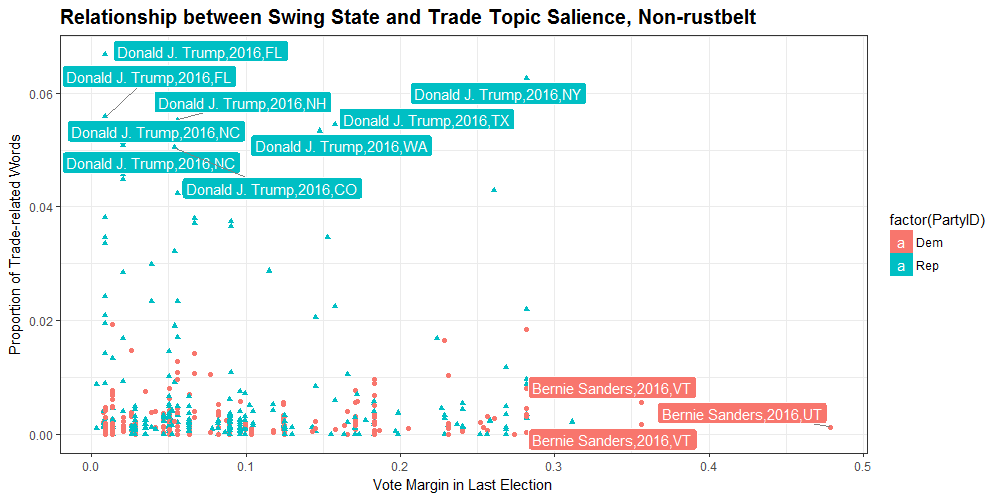 Relationship between Swing State and Trade Topic Salience, Non-rustbelt
Donald J. Trump,2016,FL
Donald J. Trump,2016,FL
Donald J. Trump,2016,NY
Donald J. Trump,2016,NH
Donald J. Trump,2016,TX
Donald J. Trump,2016,NC
Donald J. Trump,2016,WA
Donald J. Trump,2016,NC
Donald J. Trump,2016,CO
Bernie Sanders,2016,VT
Bernie Sanders,2016,UT
Bernie Sanders,2016,VT
Proportion of Trade-related Words
0.06
0.04
0.02
0.00
0.0 0.1 0.2 0.3 0.4 0.5
Vote Margin in Last Election
factor(PartyID)
a Dem
a Rep